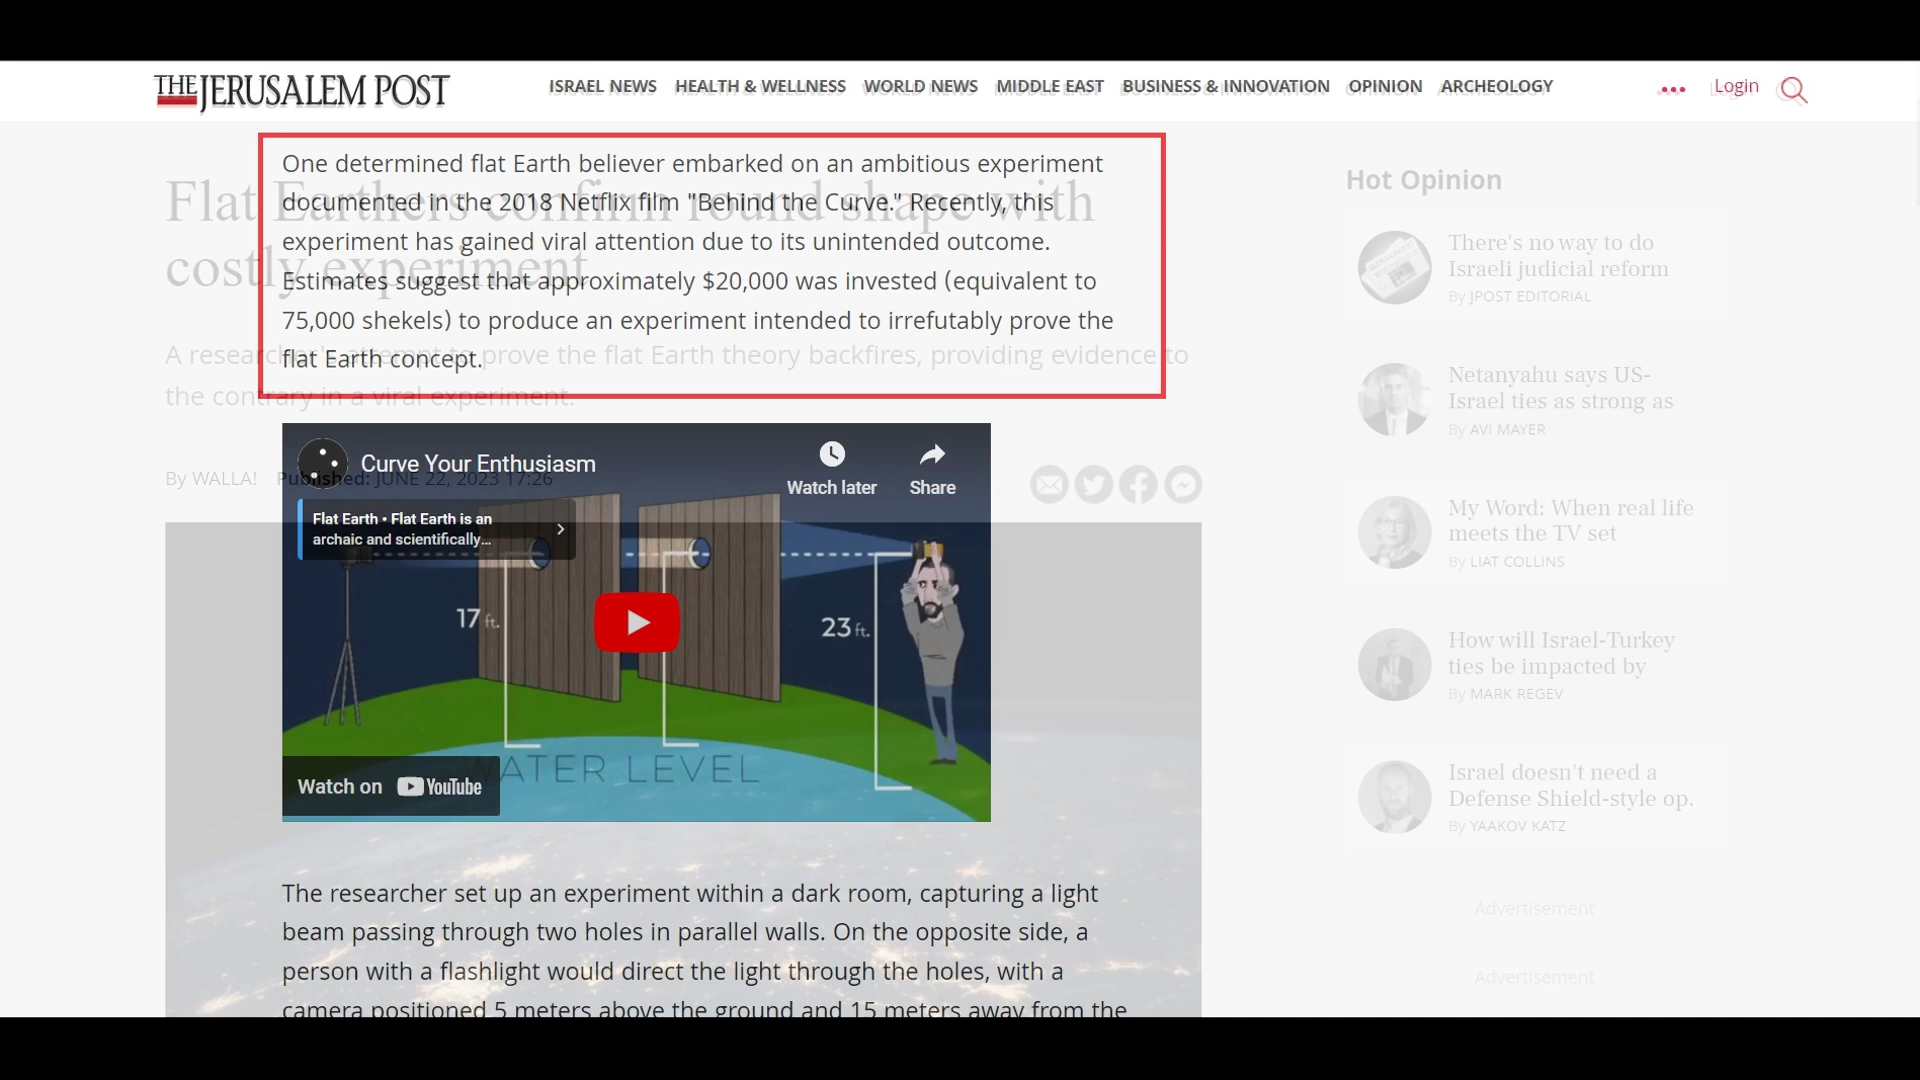 THE JERUSALEM POST
ISRAEL NEWS HEALTH & WELLNESS WORLD NEWS MIDDLE EAST BUSINESS & INNOVATION OPINION ARCHEOLOGY
Login
One determined flat Earth believer embarked on an ambitious experiment
documented in the 2018 Netflix film "Behind the Curve." Recently, this
experiment has gained viral attention due to its unintended outcome.
Estimates suggest that approximately $20,000 was invested (equivalent to
75,000 shekels) to produce an experiment intended to irrefutably prove the
flat Earth concept.
Flat Earthers confirm round shape with
costly experiment
A researcher's attempt to prove the flat Earth theory backfires, providing evidence to
the contrary in a viral experiment.
By WALLA! Published: JUNE 22, 2023 17:26
Curve Your Enthusiasm
Watch later
Share
Flat Earth • Flat Earth is an
archaic and scientifically...
17 ft.
23 ft.
WATER LEVEL
Watch on YouTube
The researcher set up an experiment within a dark room, capturing a light
beam passing through two holes in parallel walls. On the opposite side, a
person with a flashlight would direct the light through the holes, with a
camera positioned 5 meters above the ground and 15 meters away from the
Hot Opinion
There's no way to do
Israeli judicial reform
By JPOST EDITORIAL
Netanyahu says US-
Israel ties as strong as
By AVI MAYER
My Word: When real life
meets the TV set
By LIAT COLLINS
How will Israel-Turkey
ties be impacted by
By MARK REGEV
Israel doesn't need a
Defense Shield-style op.
By YAAKOV KATZ
Advertisement
Advertisement